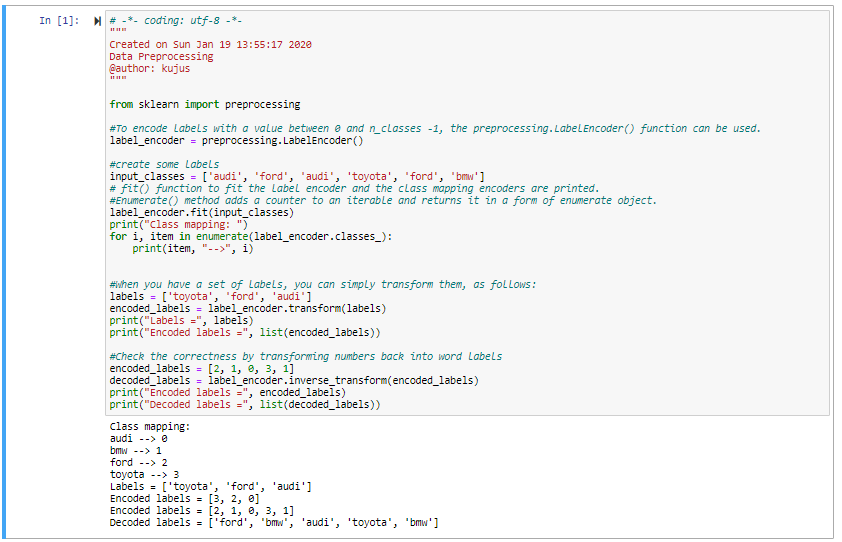 In [1]:
# -*- coding: utf-8 -*-
"""
Created on Sun Jan 19 13:55:17 2020
Data Preprocessing
@author: kujus
"""
from sklearn import preprocessing
#To encode labels with a value between 0 and n_classes -1, the preprocessing.LabelEncoder() function can be used.
label_encoder = preprocessing.LabelEncoder()
#create some labels
input_classes = ['audi', 'ford', 'audi', 'toyota', 'ford', 'bmw']
# fit() function to fit the label encoder and the class mapping encoders are printed.
#Enumerate() method adds a counter to an iterable and returns it in a form of enumerate object.
label_encoder.fit(input_classes)
print("Class mapping: ")
for i, item in enumerate(label_encoder.classes_):
    print(item, "-->", i)
#When you have a set of labels, you can simply transform them, as follows:
labels = ['toyota', 'ford', 'audi']
encoded_labels = label_encoder.transform(labels)
print("Labels =", labels)
print("Encoded labels =", list(encoded_labels))
#Check the correctness by transforming numbers back into word labels
encoded_labels = [2, 1, 0, 3, 1]
decoded_labels = label_encoder.inverse_transform(encoded_labels)
print("Encoded labels =", encoded_labels)
print("Decoded labels =", list(decoded_labels))
Class mapping:
audi --> 0
bmw --> 1
ford --> 2
toyota --> 3
Labels = ['toyota', 'ford', 'audi']
Encoded labels = [3, 2, 0]
Encoded labels = [2, 1, 0, 3, 1]
Decoded labels = ['ford', 'bmw', 'audi', 'toyota', 'bmw']